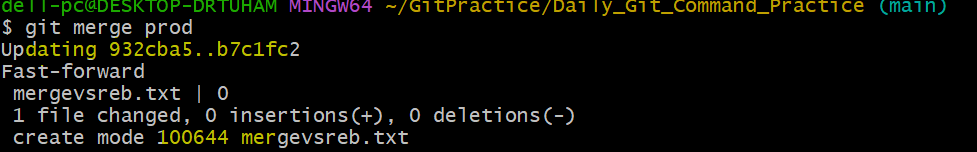 dell-pc@DESKTOP-DRTUHAM MINGW64 ~/GitPractice/Daily_Git_Command_Practice (main)
$ git merge prod
Updating 932cba5..b7c1fc2
Fast-forward
 mergevsreb.txt | 0
 1 file changed, 0 insertions(+), 0 deletions(-)
 create mode 100644 mergevsreb.txt